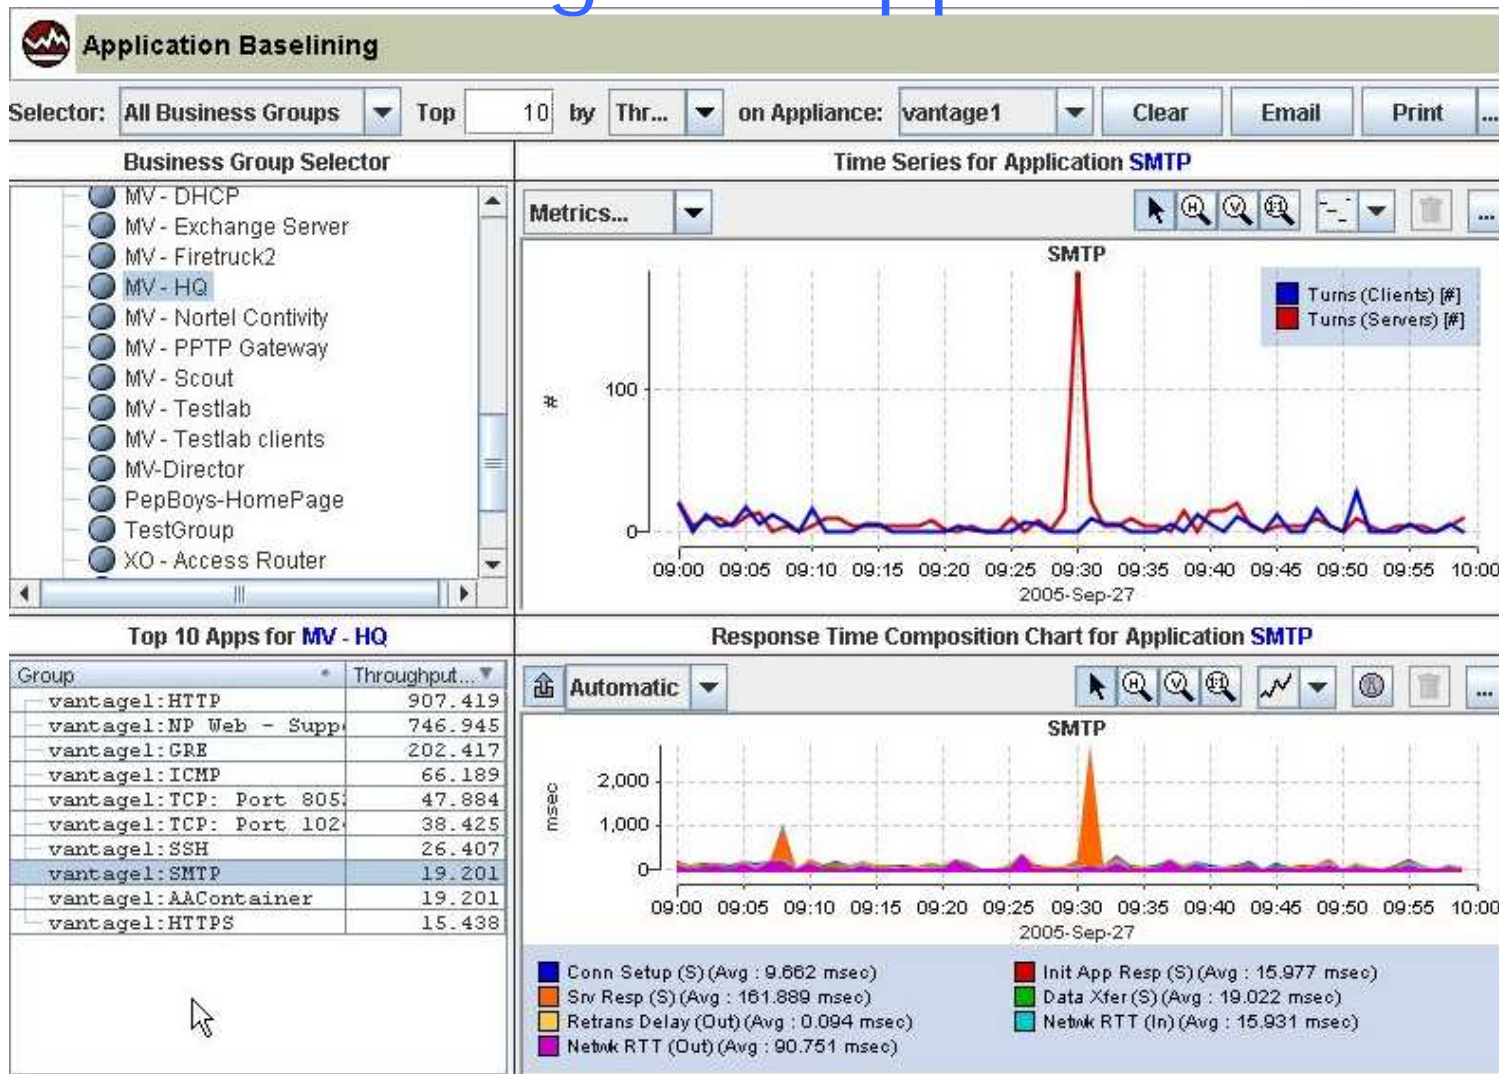 Application Baselining
Selector: All Business Groups Top 10 by Thr... on Appliance: vantage1 Clear Email Print ...
Business Group Selector
MV - DHCP
MV - Exchange Server
MV - Firetruck2
MV - HQ
MV - Nortel Contivity
MV - PPTP Gateway
MV - Scout
MV - Testlab
MV - Testlab clients
MV-Director
PepBoys-HomePage
TestGroup
XO - Access Router
Time Series for Application SMTP
Metrics... ...
SMTP
Turns (Clients) [#]
Turns (Servers) [#]
#
100
0
09:00 09:05 09:10 09:15 09:20 09:25 09:30 09:35 09:40 09:45 09:50 09:55 10:00
2005-Sep-27
Top 10 Apps for MV - HQ
Group Throughput...
vantage1:HTTP 907.419
vantage1:NP Web - Supp 746.945
vantage1:GRE 202.417
vantage1:ICMP 66.189
vantage1:TCP: Port 805 47.884
vantage1:TCP: Port 102 38.425
vantage1:SSH 26.407
vantage1:SMTP 19.201
vantage1:AAContainer 19.201
vantage1:HTTPS 15.438
Response Time Composition Chart for Application SMTP
Automatic ...
SMTP
msec
2,000
1,000
0
09:00 09:05 09:10 09:15 09:20 09:25 09:30 09:35 09:40 09:45 09:50 09:55 10:00
2005-Sep-27
Conn Setup (S) (Avg : 9.662 msec)
Srv Resp (S) (Avg : 161.889 msec)
Retrans Delay (Out) (Avg : 0.094 msec)
Netwk RTT (Out) (Avg : 90.751 msec)
Init App Resp (S) (Avg : 15.977 msec)
Data Xfer (S) (Avg : 19.022 msec)
Netwk RTT (In) (Avg : 15.931 msec)